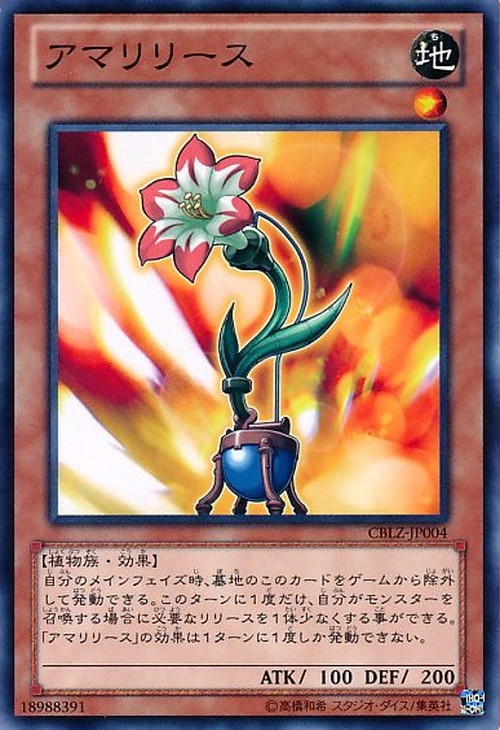 アマリリース
地
CBLZ-JP004
【植物族・効果】
自分のメインフェイズ時、墓地のこのカードをゲームから除外
して発動できる。このターンに1度だけ、自分がモンスターを
召喚する場合に必要なリリースを1体少なくする事ができる。
「アマリリース」の効果は1ターンに1度しか発動できない。
ATK/ 100 DEF/ 200
18988391 ©高橋和希 スタジオ・ダイス/集英社